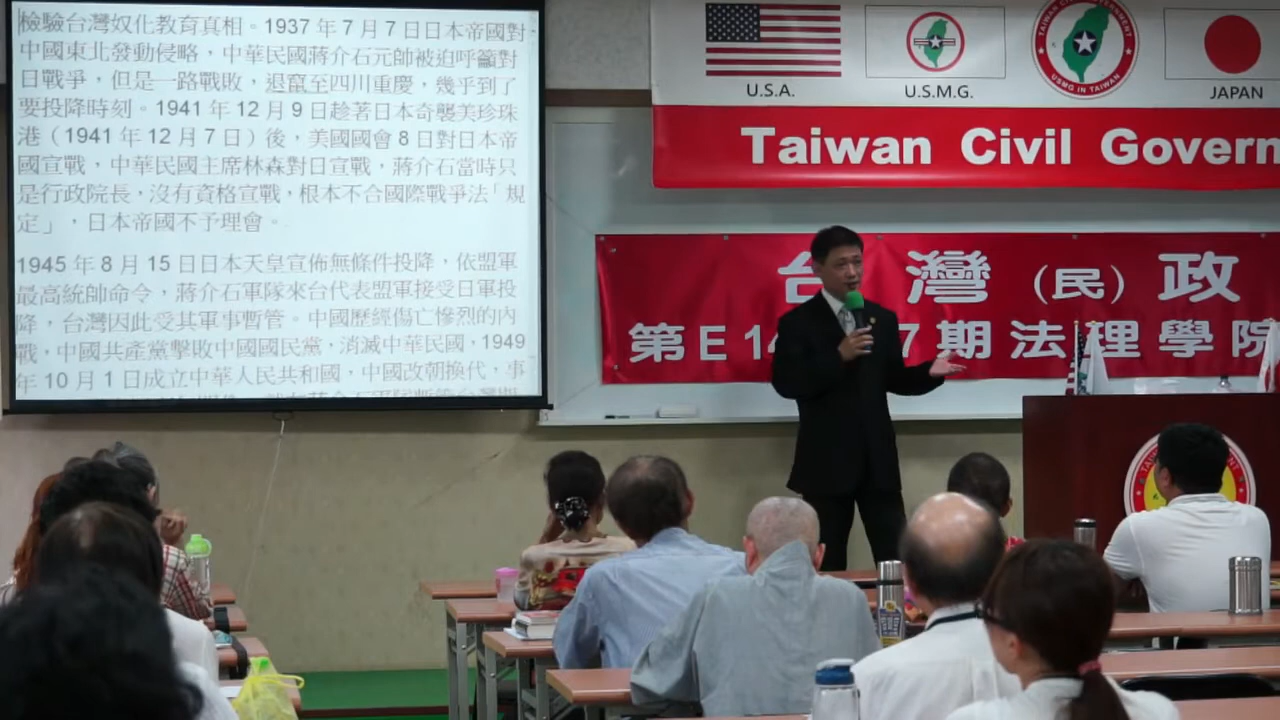 檢驗台灣奴化教育真相。1937 年 7 月 7 日日本帝國對
中國東北發動侵略，中華民國蔣介石元帥被迫呼籲對
日戰爭，但是一路戰敗，退竄至四川重慶，幾乎到了
要投降時刻。1941 年 12 月 9 日趁著日本奇襲美珍珠
港（1941 年 12 月 7 日）後，美國國會 8 日對日本帝
國宣戰，中華民國主席林森對日宣戰，蔣介石當時只
是行政院長，沒有資格宣戰，根本不合國際戰爭法「規
定」，日本帝國不予理會。
1945 年 8 月 15 日日本天皇宣佈無條件投降，依盟軍
最高統帥命令，蔣介石軍隊來台代表盟軍接受日軍投
降，台灣因此受其軍事暫管。中國歷經傷亡慘烈的內
戰，中國共產黨擊敗中國國民黨，消滅中華民國，1949
年 10 月 1 日成立中華人民共和國，中國改朝換代，事
U.S.A.
U.S.M.G.
TAIWAN CIVIL GOVERNMENT
USMG IN TAIWAN
JAPAN
Taiwan Civil Govern
台灣（民）政
第E1 7期法理學院